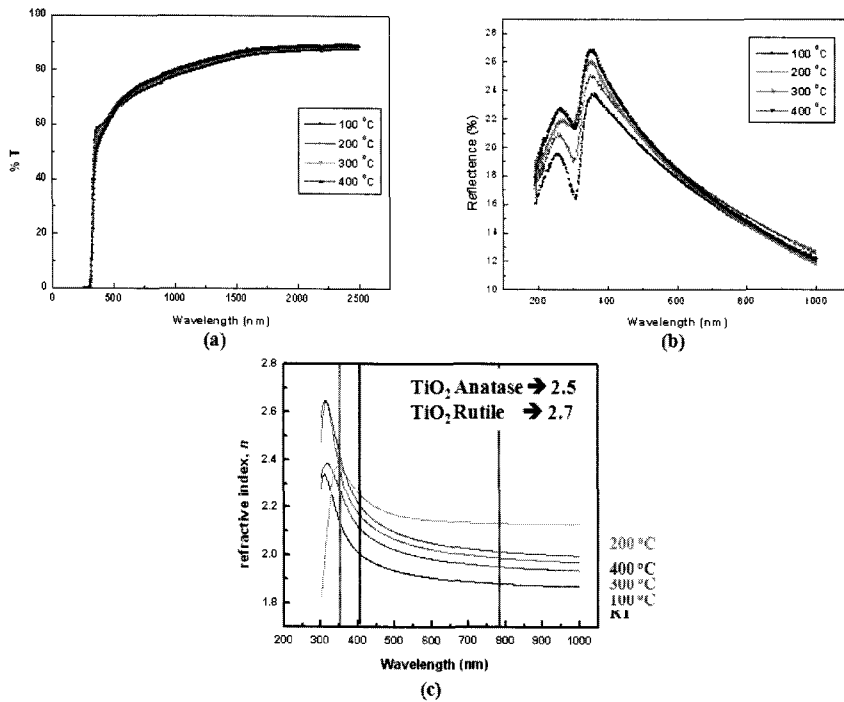 100
80
60
40
20
0
% T
0
500
1000
1500
2000
2500
Wavelength (nm)
100 °C
200 °C
300 °C
400 °C
(a)
28
26
24
22
20
18
16
14
12
10
Reflectence (%)
200
400
600
800
1000
Wavelength (nm)
100 °C
200 °C
300 °C
400 °C
(b)
2.8
2.6
2.4
2.2
2.0
1.8
refractive index, n
200
300
400
500
600
700
800
900
1000
Wavelength (nm)
TiO2 Anatase ➔ 2.5
TiO2 Rutile ➔ 2.7
200 °C
400 °C
300 °C
100 °C
RT
(c)